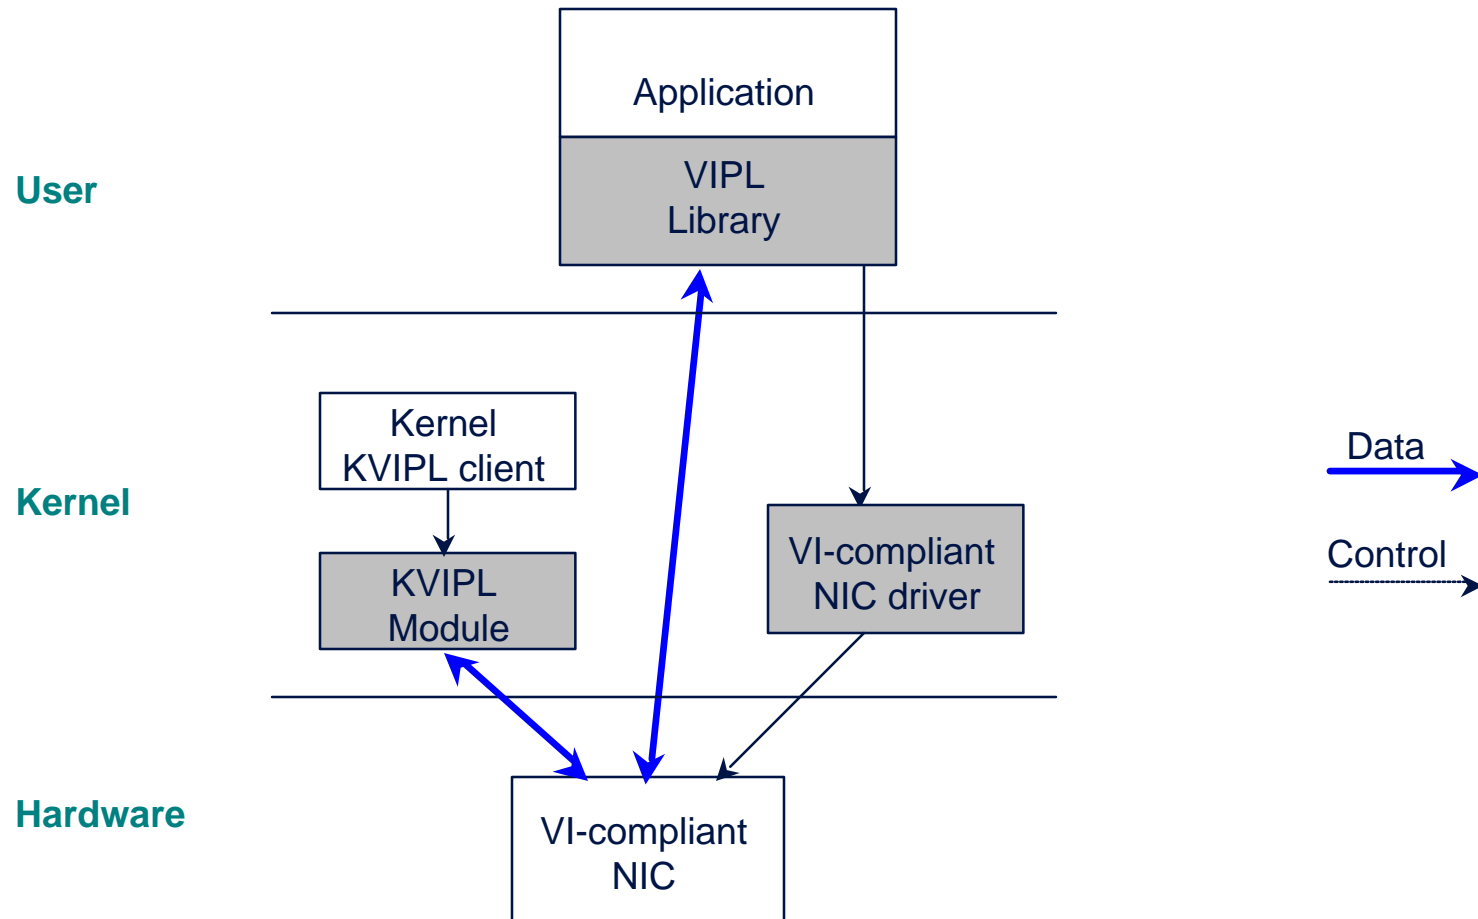 Application
VIPL
Library
User
Kernel
KVIPL client
Data
Kernel
VI-compliant
NIC driver
Control
KVIPL
Module
Hardware
VI-compliant
NIC